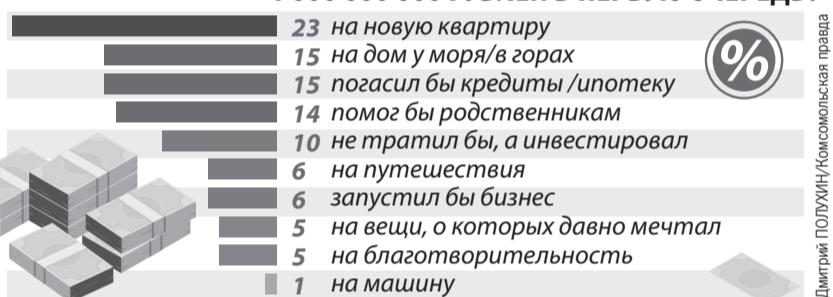 23 на новую квартиру
15 на дом у моря/в горах
15 погасил бы кредиты /ипотеку
14 помог бы родственникам
10 не тратил бы, а инвестировал
6 на путешествия
6 запустил бы бизнес
5 на вещи, о которых давно мечтал
5 на благотворительность
1 на машину
%
Дмитрий ПОЛУХИН/Комсомольская правда